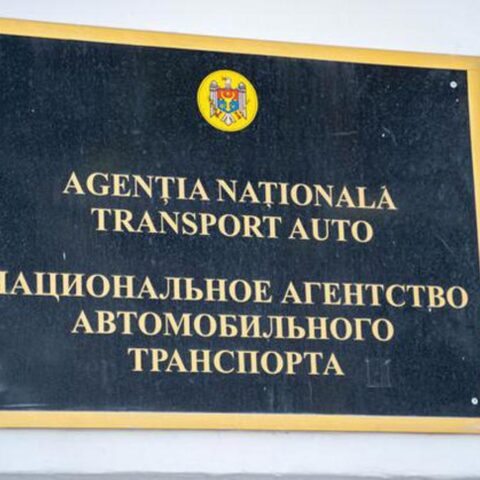 AGENȚIA NAȚIONALĂ
TRANSPORT AUTO
НАЦИОНАЛЬНОЕ АГЕНТСТВО
АВТОМОБИЛЬНОГО
ТРАНСПОРТА